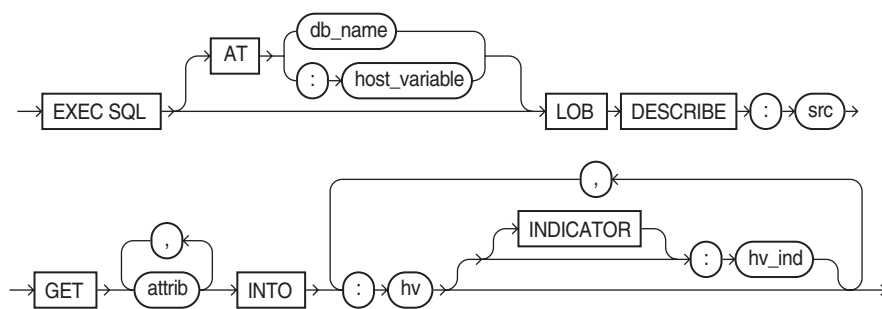 db_name
AT
: host_variable
EXEC SQL LOB DESCRIBE : src
,
INDICATOR
, : hv_ind
GET attrib INTO : hv